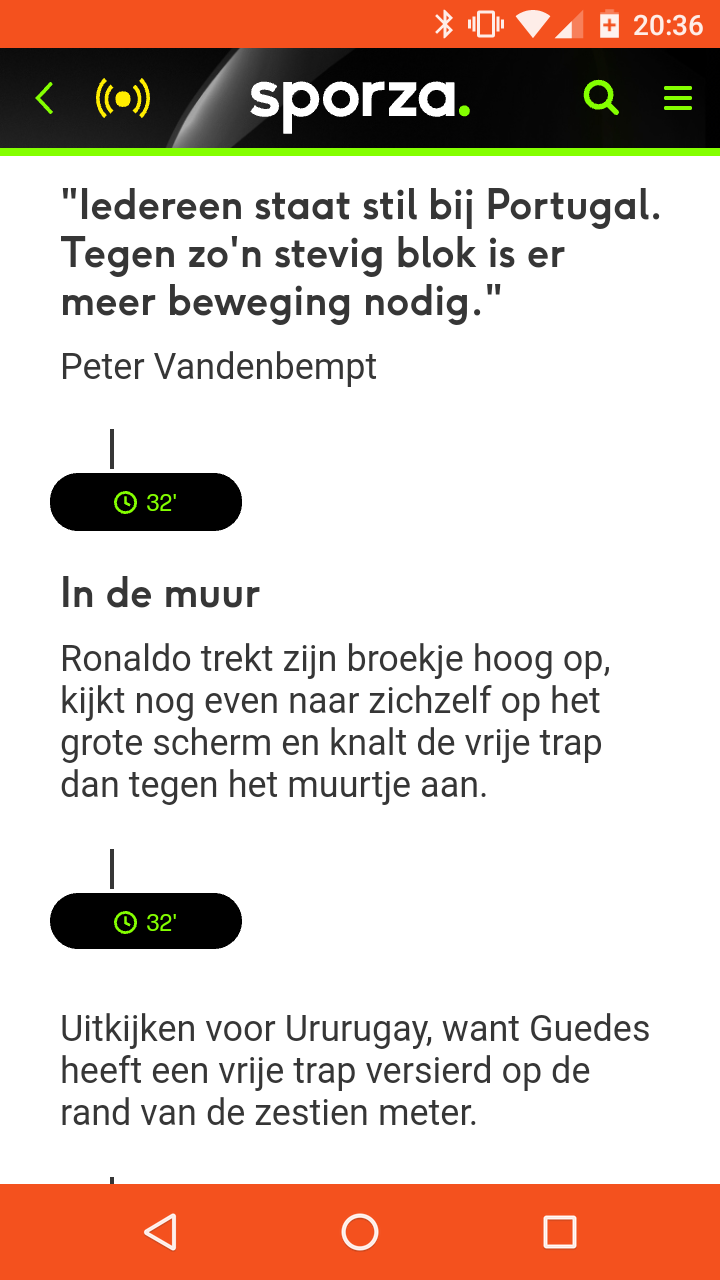 20:36
sporza.
"Iedereen staat stil bij Portugal.
Tegen zo'n stevig blok is er
meer beweging nodig."
Peter Vandenbempt
32'
In de muur
Ronaldo trekt zijn broekje hoog op,
kijkt nog even naar zichzelf op het
grote scherm en knalt de vrije trap
dan tegen het muurtje aan.
32'
Uitkijken voor Ururugay, want Guedes
heeft een vrije trap versierd op de
rand van de zestien meter.